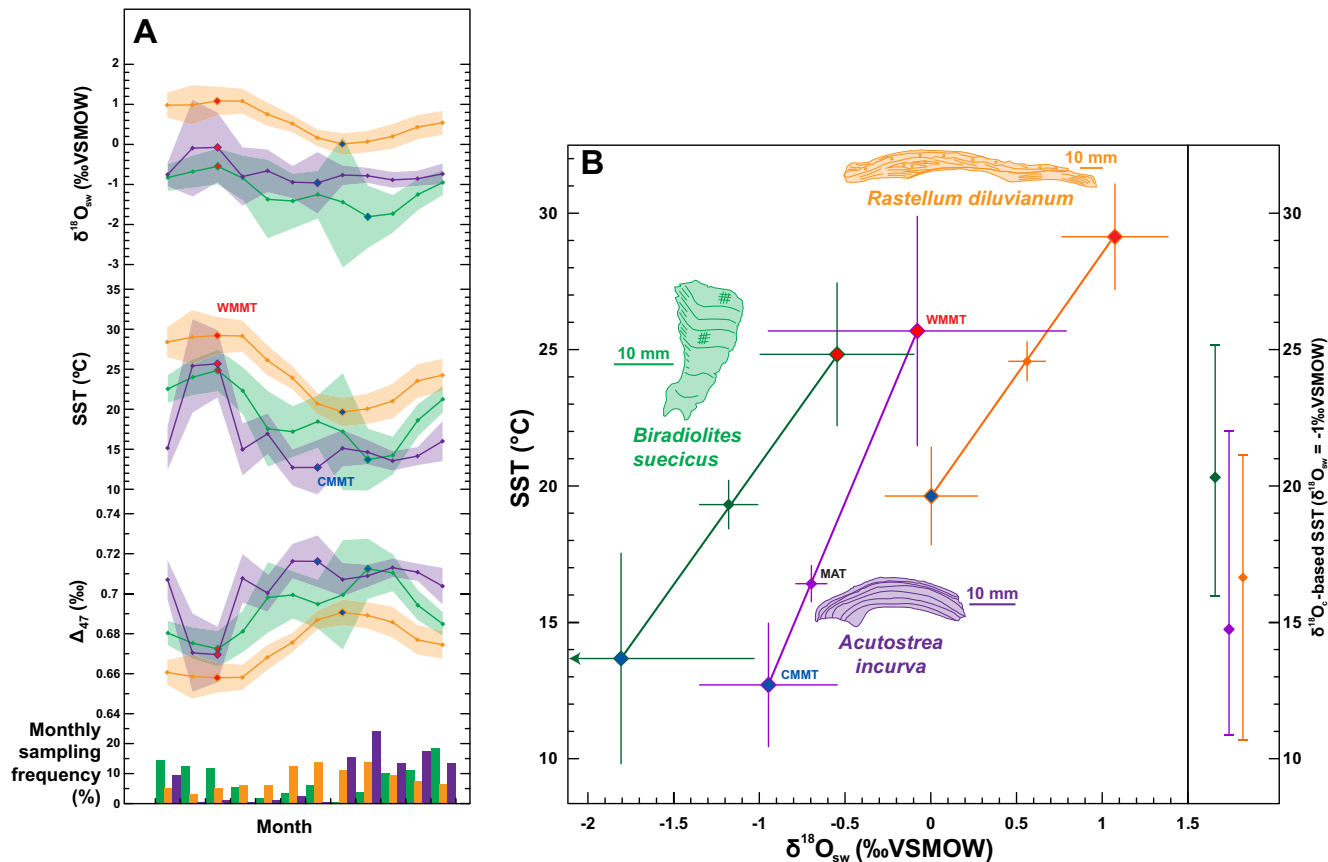 A
δ¹⁸Osw (‰VSMOW)
2
1
0
-1
-2
-3
SST (ºC)
35
30
25
20
15
10
WMMT
CMMT
Δ47 (‰)
0.74
0.72
0.7
0.68
0.66
0.64
Monthly
sampling
frequency
(%)
20
10
0
Month
B
SST (°C)
30
25
20
15
10
10 mm
Rastellum diluvianum
10 mm
Biradiolites
suecicus
WMMT
MAT
10 mm
Acutostrea
incurva
CMMT
-2
-1.5
-1
-0.5
0
0.5
1
1.5
δ¹⁸Osw (‰VSMOW)
30
25
20
15
10
δ¹⁸Oc-based SST (δ¹⁸Osw = -1‰VSMOW)